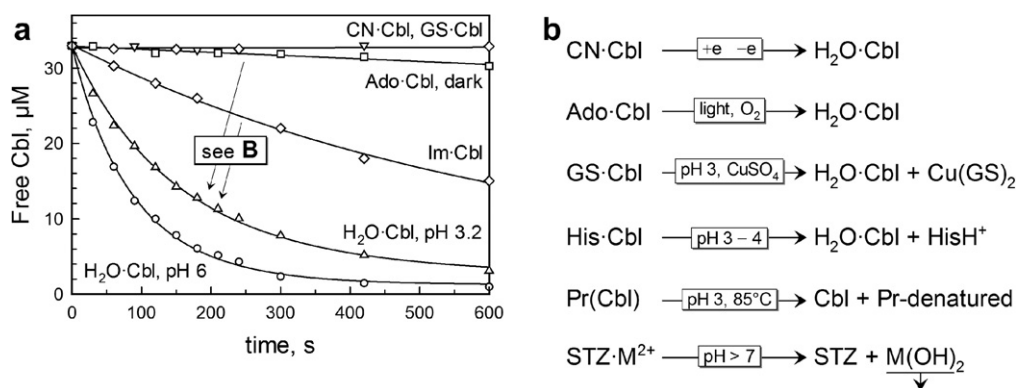 a
Free Cbl, µM
33
22
11
0
0
100
200
300
400
500
600
time, s
CN·Cbl, GS·Cbl
Ado·Cbl, dark
see B
Im·Cbl
H₂O·Cbl, pH 3.2
H₂O·Cbl, pH 6
b
CN·Cbl +e −e H₂O·Cbl
Ado·Cbl light, O₂ H₂O·Cbl
GS·Cbl pH 3, CuSO₄ H₂O·Cbl + Cu(GS)₂
His·Cbl pH 3 – 4 H₂O·Cbl + HisH⁺
Pr(Cbl) pH 3, 85°C Cbl + Pr-denatured
STZ·M²⁺ pH > 7 STZ + M(OH)₂